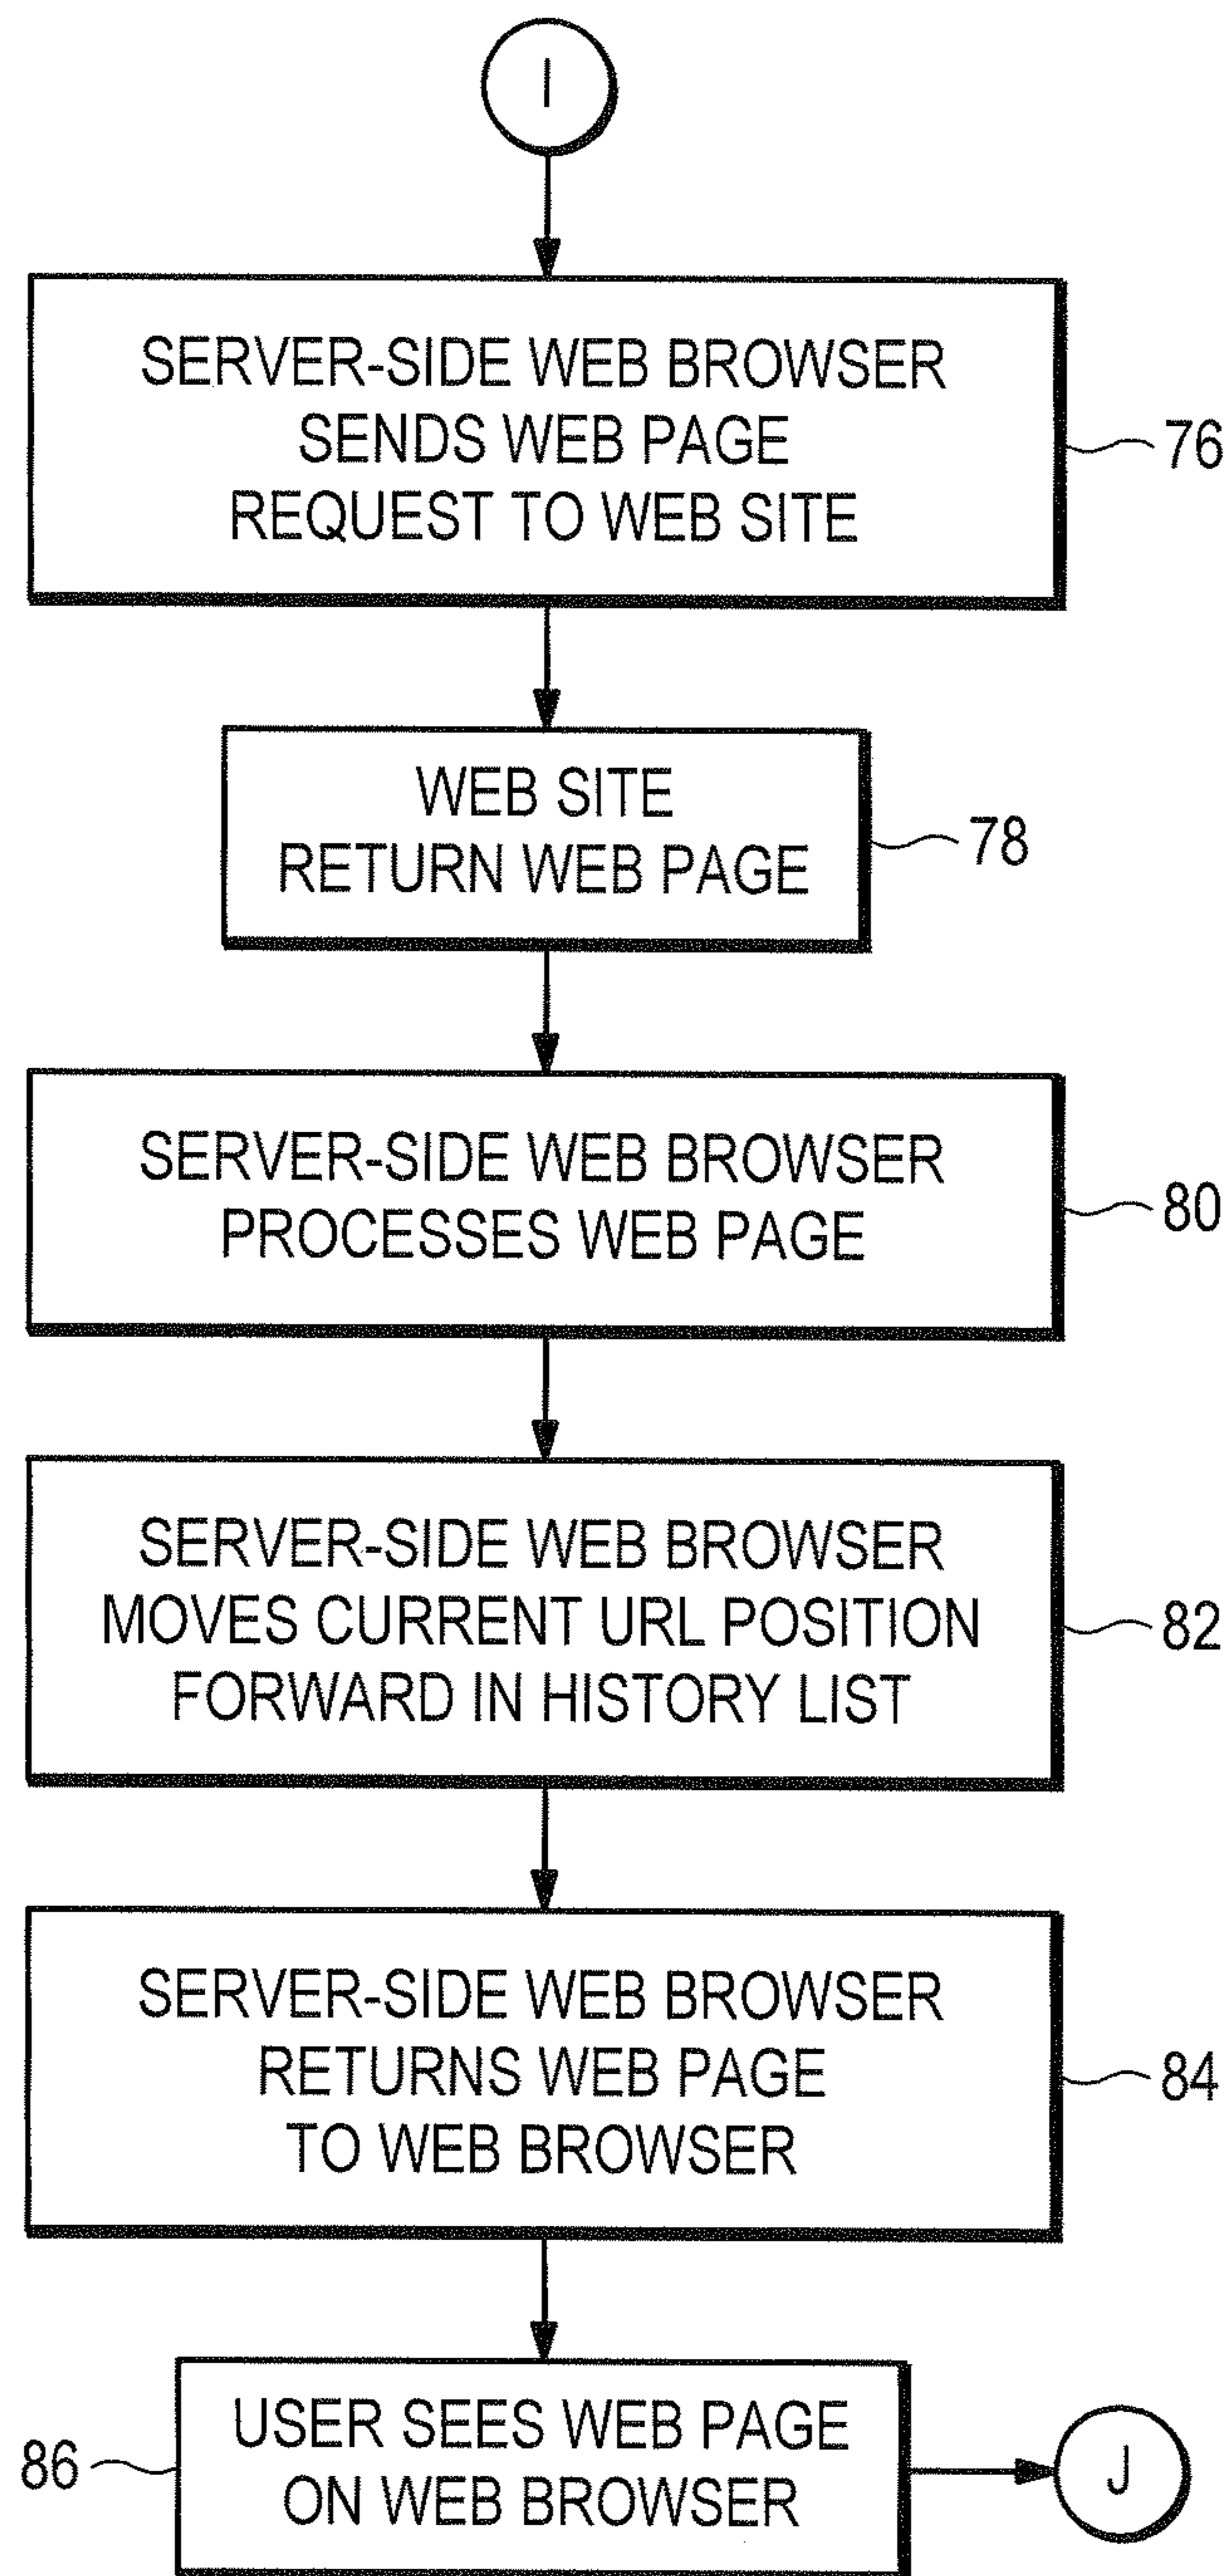 I
SERVER-SIDE WEB BROWSER
SENDS WEB PAGE
REQUEST TO WEB SITE
76
WEB SITE
RETURN WEB PAGE
78
SERVER-SIDE WEB BROWSER
PROCESSES WEB PAGE
80
SERVER-SIDE WEB BROWSER
MOVES CURRENT URL POSITION
FORWARD IN HISTORY LIST
82
SERVER-SIDE WEB BROWSER
RETURNS WEB PAGE
TO WEB BROWSER
84
USER SEES WEB PAGE
ON WEB BROWSER
86
J